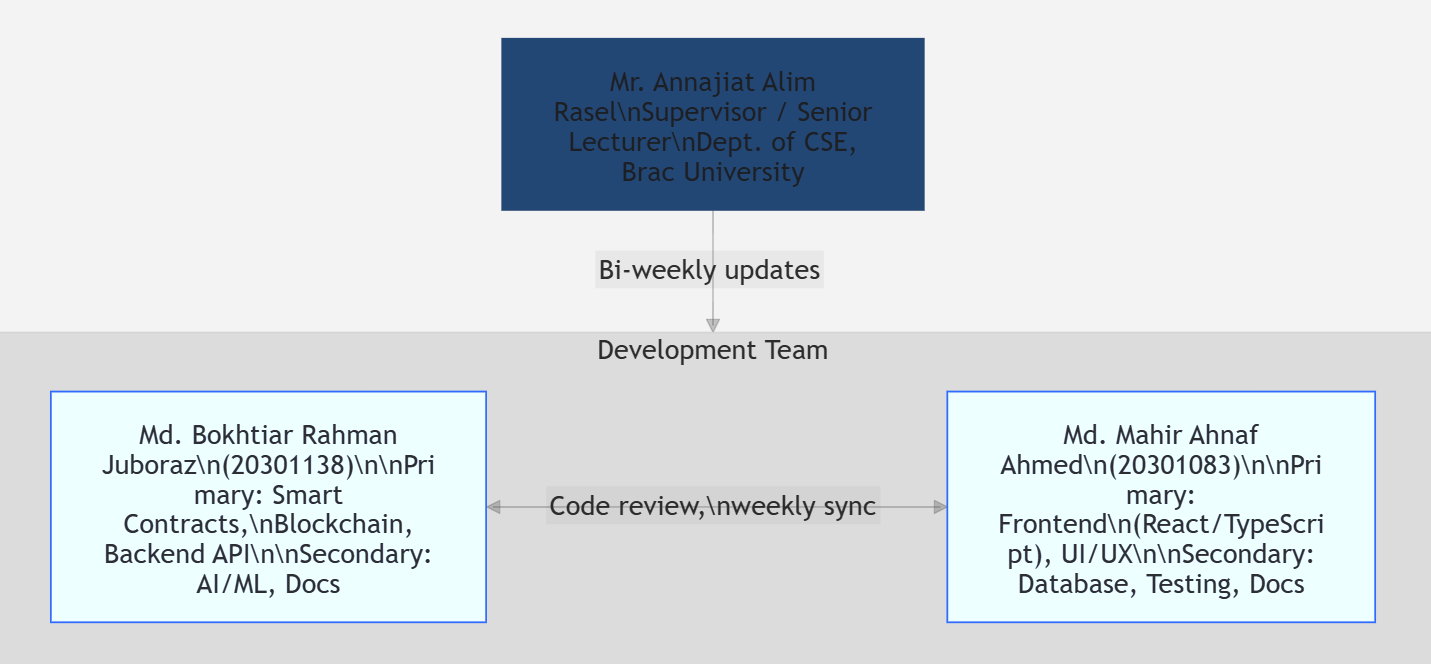 Mr. Annajiat Alim
Rasel\nSupervisor / Senior
Lecturer\nDept. of CSE,
Brac University
Bi-weekly updates
Development Team
Md. Bokhtiar Rahman
Juboraz\n(20301138)\n\nPri
mary: Smart
Contracts,\nBlockchain,
Backend API\n\nSecondary:
AI/ML, Docs
Code review,\nweekly sync
Md. Mahir Ahnaf
Ahmed\n(20301083)\n\nPri
mary:
Frontend\n(React/TypeScri
pt), UI/UX\n\nSecondary:
Database, Testing, Docs